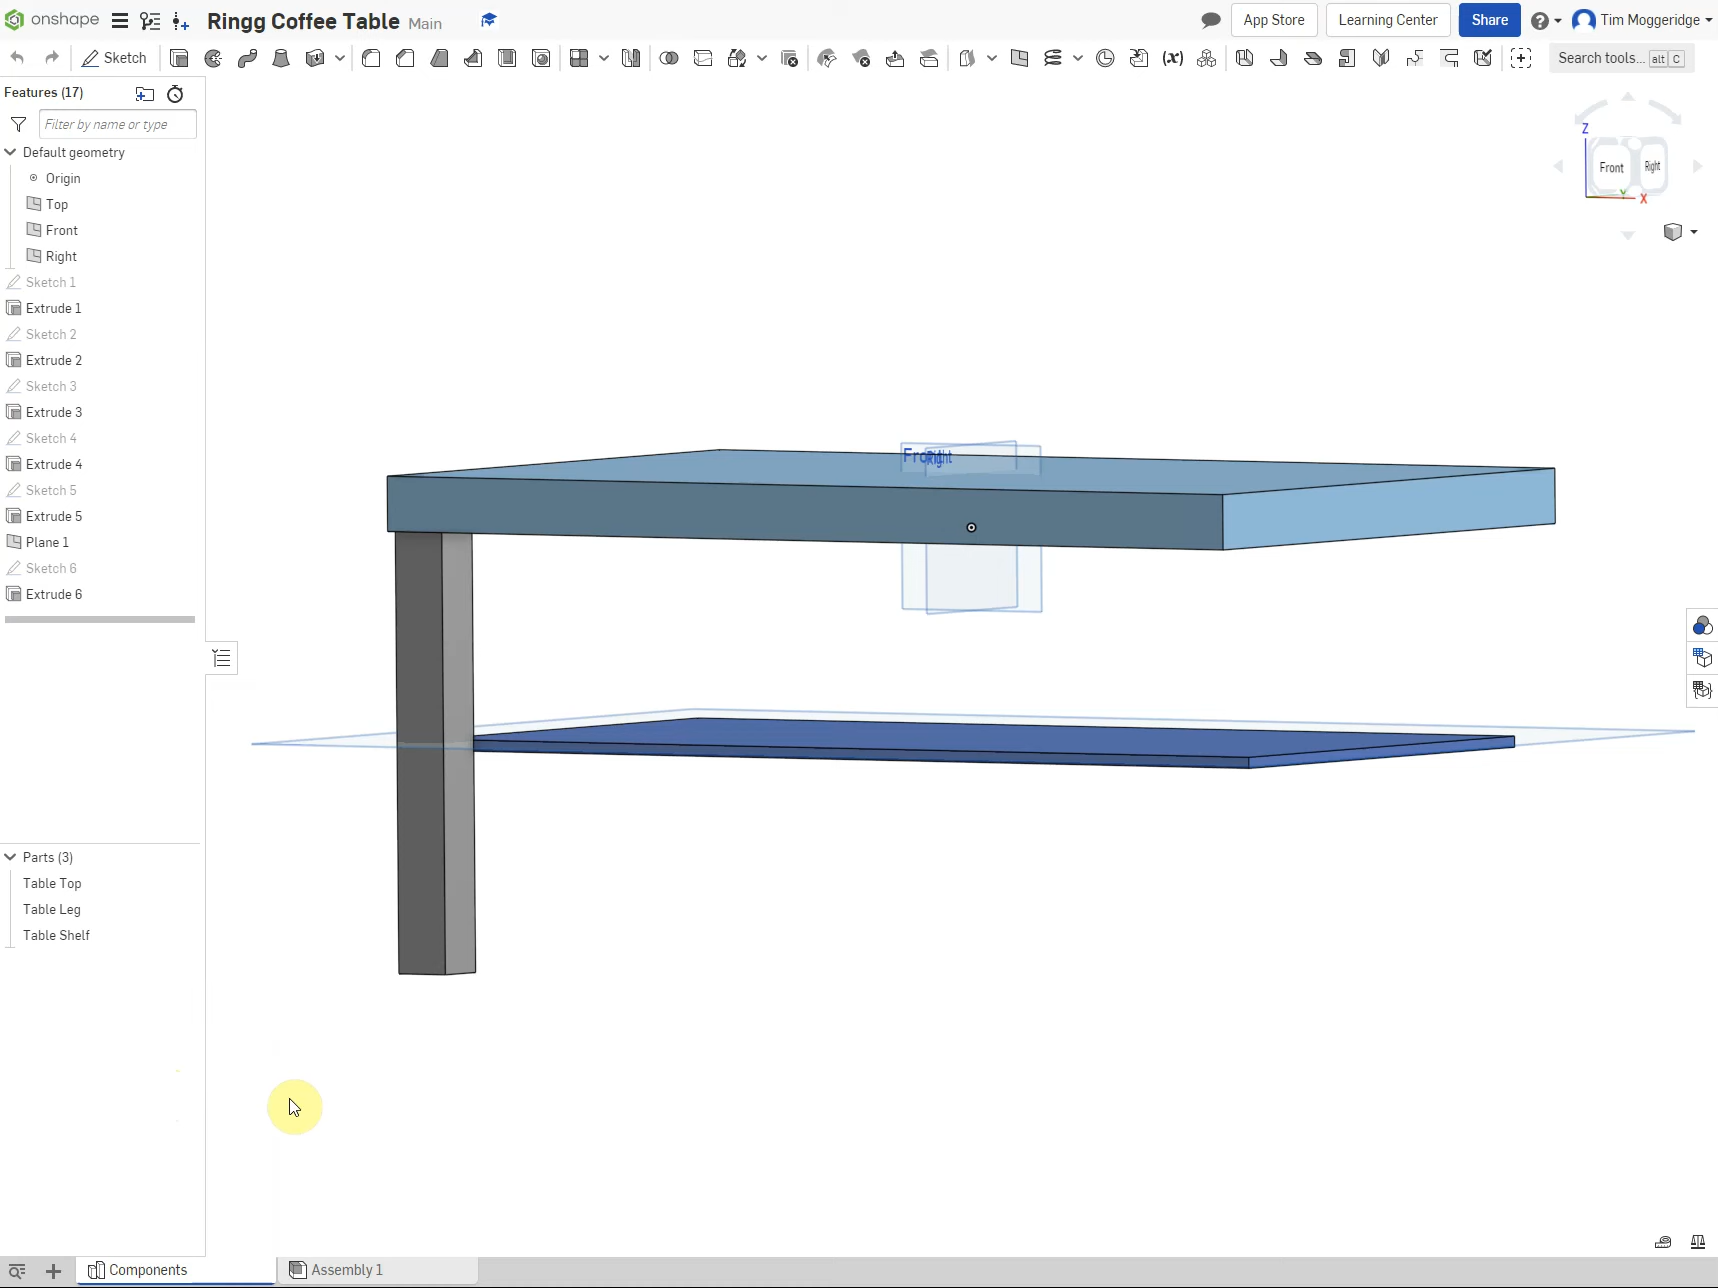 onshape Ringg Coffee Table Main App Store Learning Center Share Tim Moggeridge
Sketch (x) Search tools... alt C
Features (17)
Filter by name or type
Default geometry
Origin
Top
Front
Right
Sketch 1
Extrude 1
Sketch 2
Extrude 2
Sketch 3
Extrude 3
Sketch 4
Extrude 4
Sketch 5
Extrude 5
Plane 1
Sketch 6
Extrude 6
Z
Front Right
Y X
Right
Parts (3)
Table Top
Table Leg
Table Shelf
Components Assembly 1